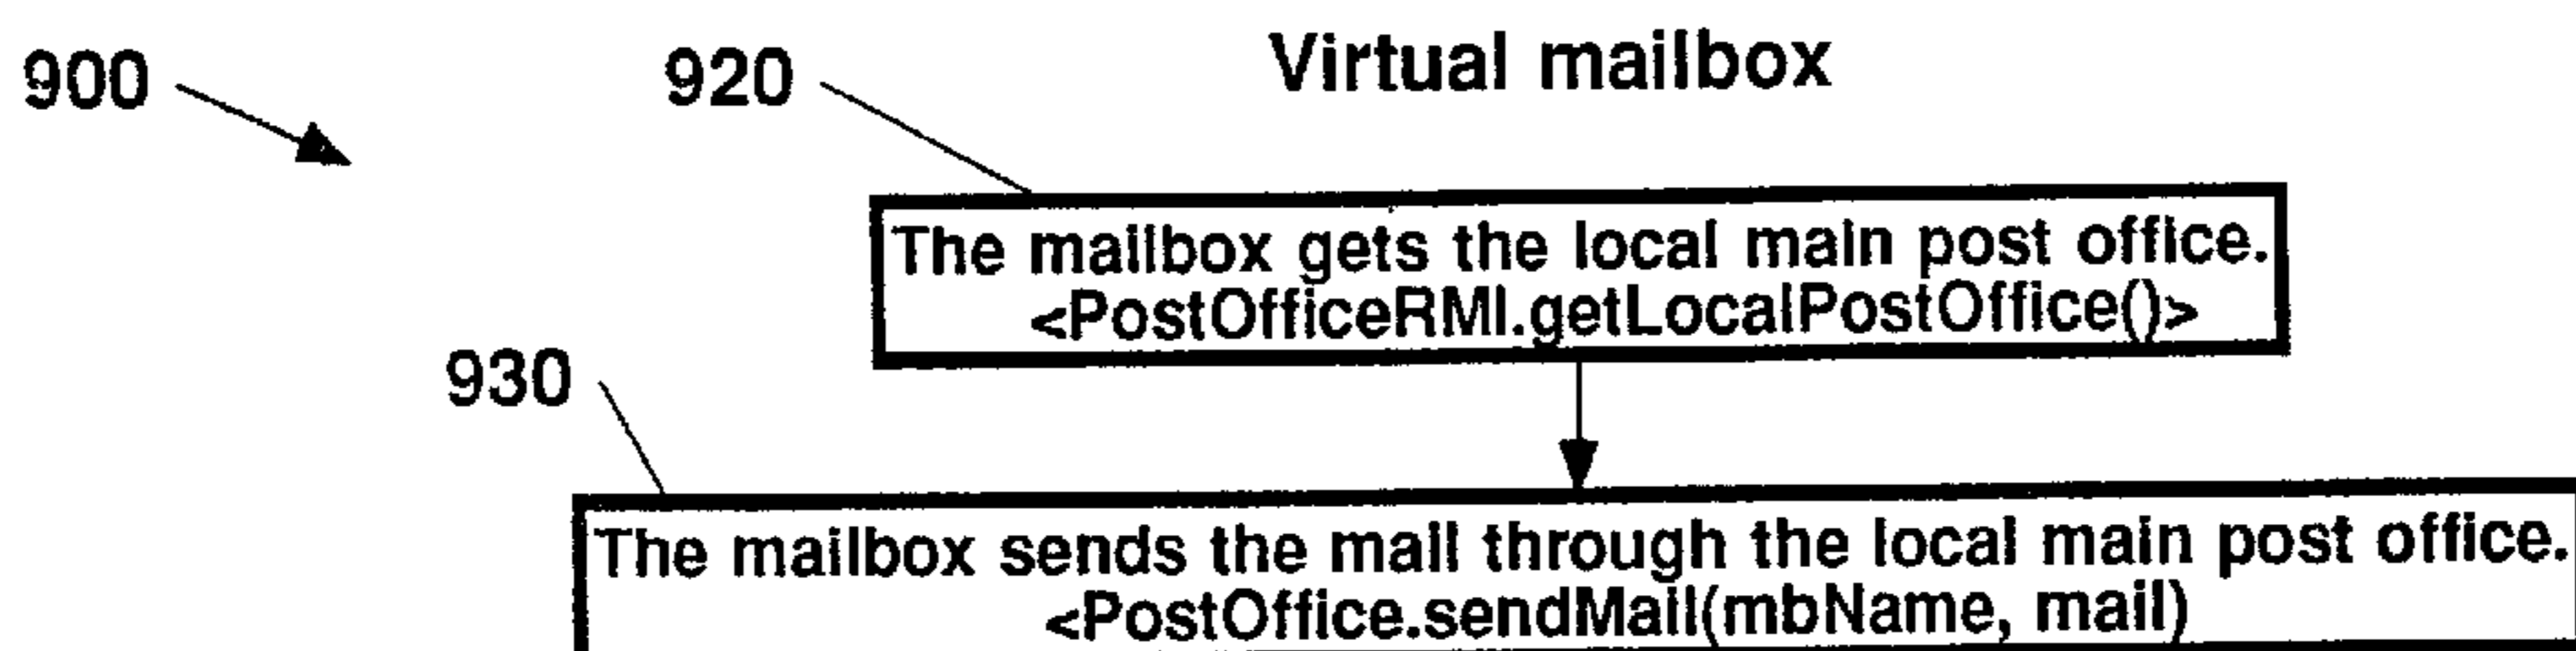 900
920
Virtual mailbox
The mailbox gets the local main post office.
<PostOfficeRMI.getLocalPostOffice()>
930
The mailbox sends the mail through the local main post office.
<PostOffice.sendMail(mbName, mail)